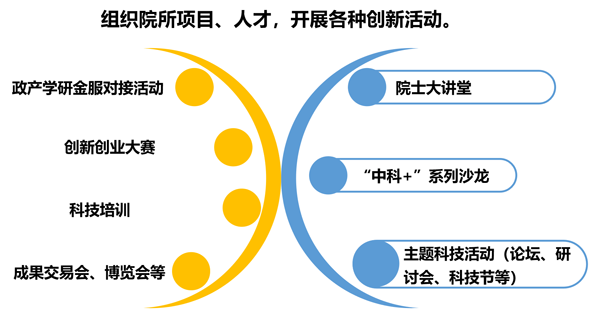 组织院所项目、人才，开展各种创新活动。
政产学研金服对接活动
创新创业大赛
科技培训
成果交易会、博览会等
院士大讲堂
“中科+”系列沙龙
主题科技活动（论坛、研
讨会、科技节等）